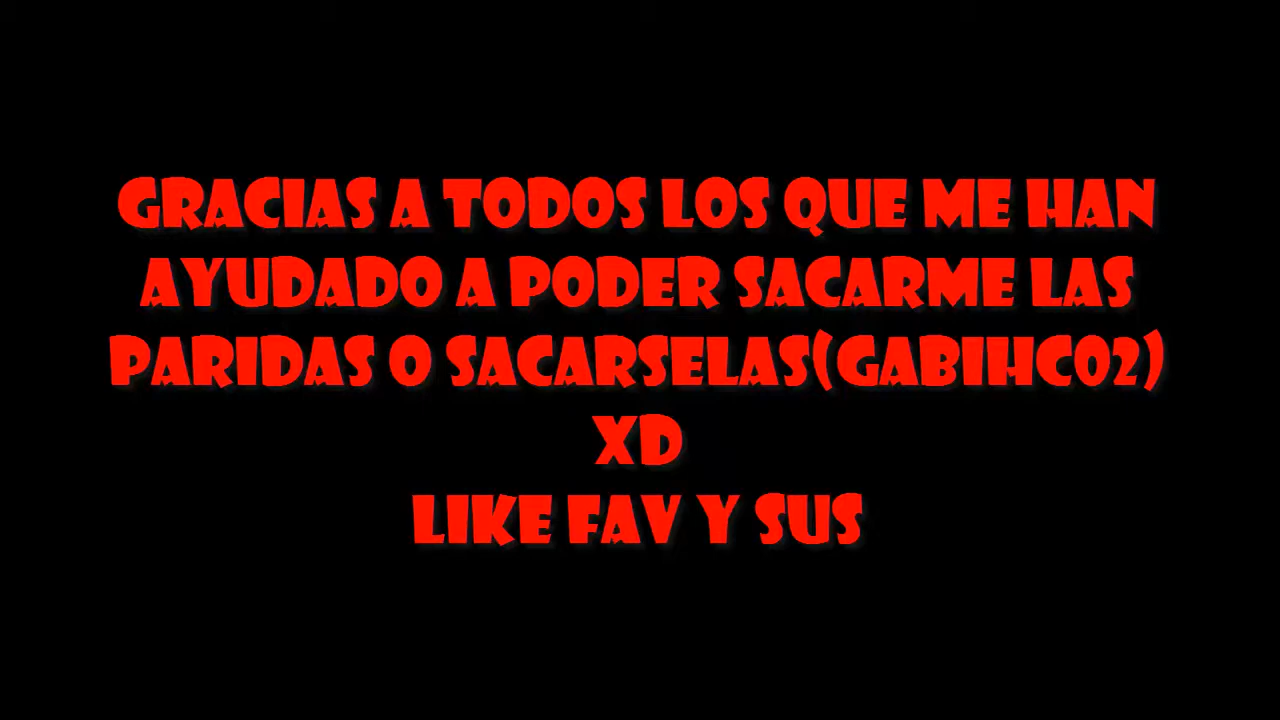 GRACIAS A TODOS LOS QUE ME HAN
AYUDADO A PODER SACARME LAS
PARIDAS O SACARSELAS(GABIHC02)
XD
LIKE FAV Y SUS